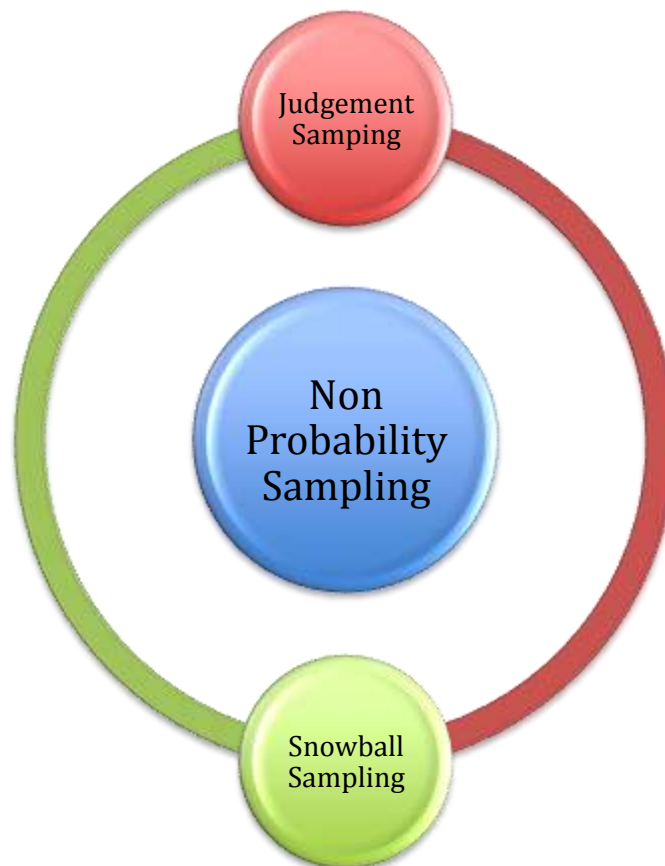 Judgement
Samping
Non
Probability
Sampling
Snowball
Sampling